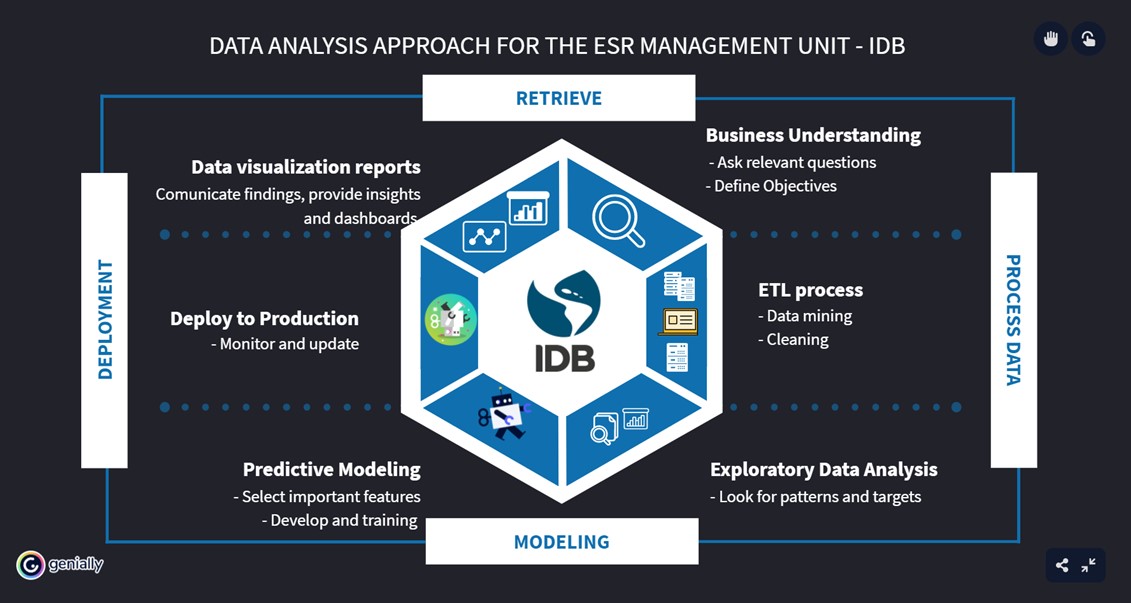 DATA ANALYSIS APPROACH FOR THE ESR MANAGEMENT UNIT - IDB
RETRIEVE
Business Understanding
- Ask relevant questions
- Define Objectives
Data visualization reports
Comunicate findings, provide insights
and dashboards.
DEPLOYMENT
PROCESS DATA
ETL process
- Data mining
- Cleaning
Deploy to Production
- Monitor and update
IDB
Predictive Modeling
- Select important features
- Develop and training
Exploratory Data Analysis
- Look for patterns and targets
MODELING
genially